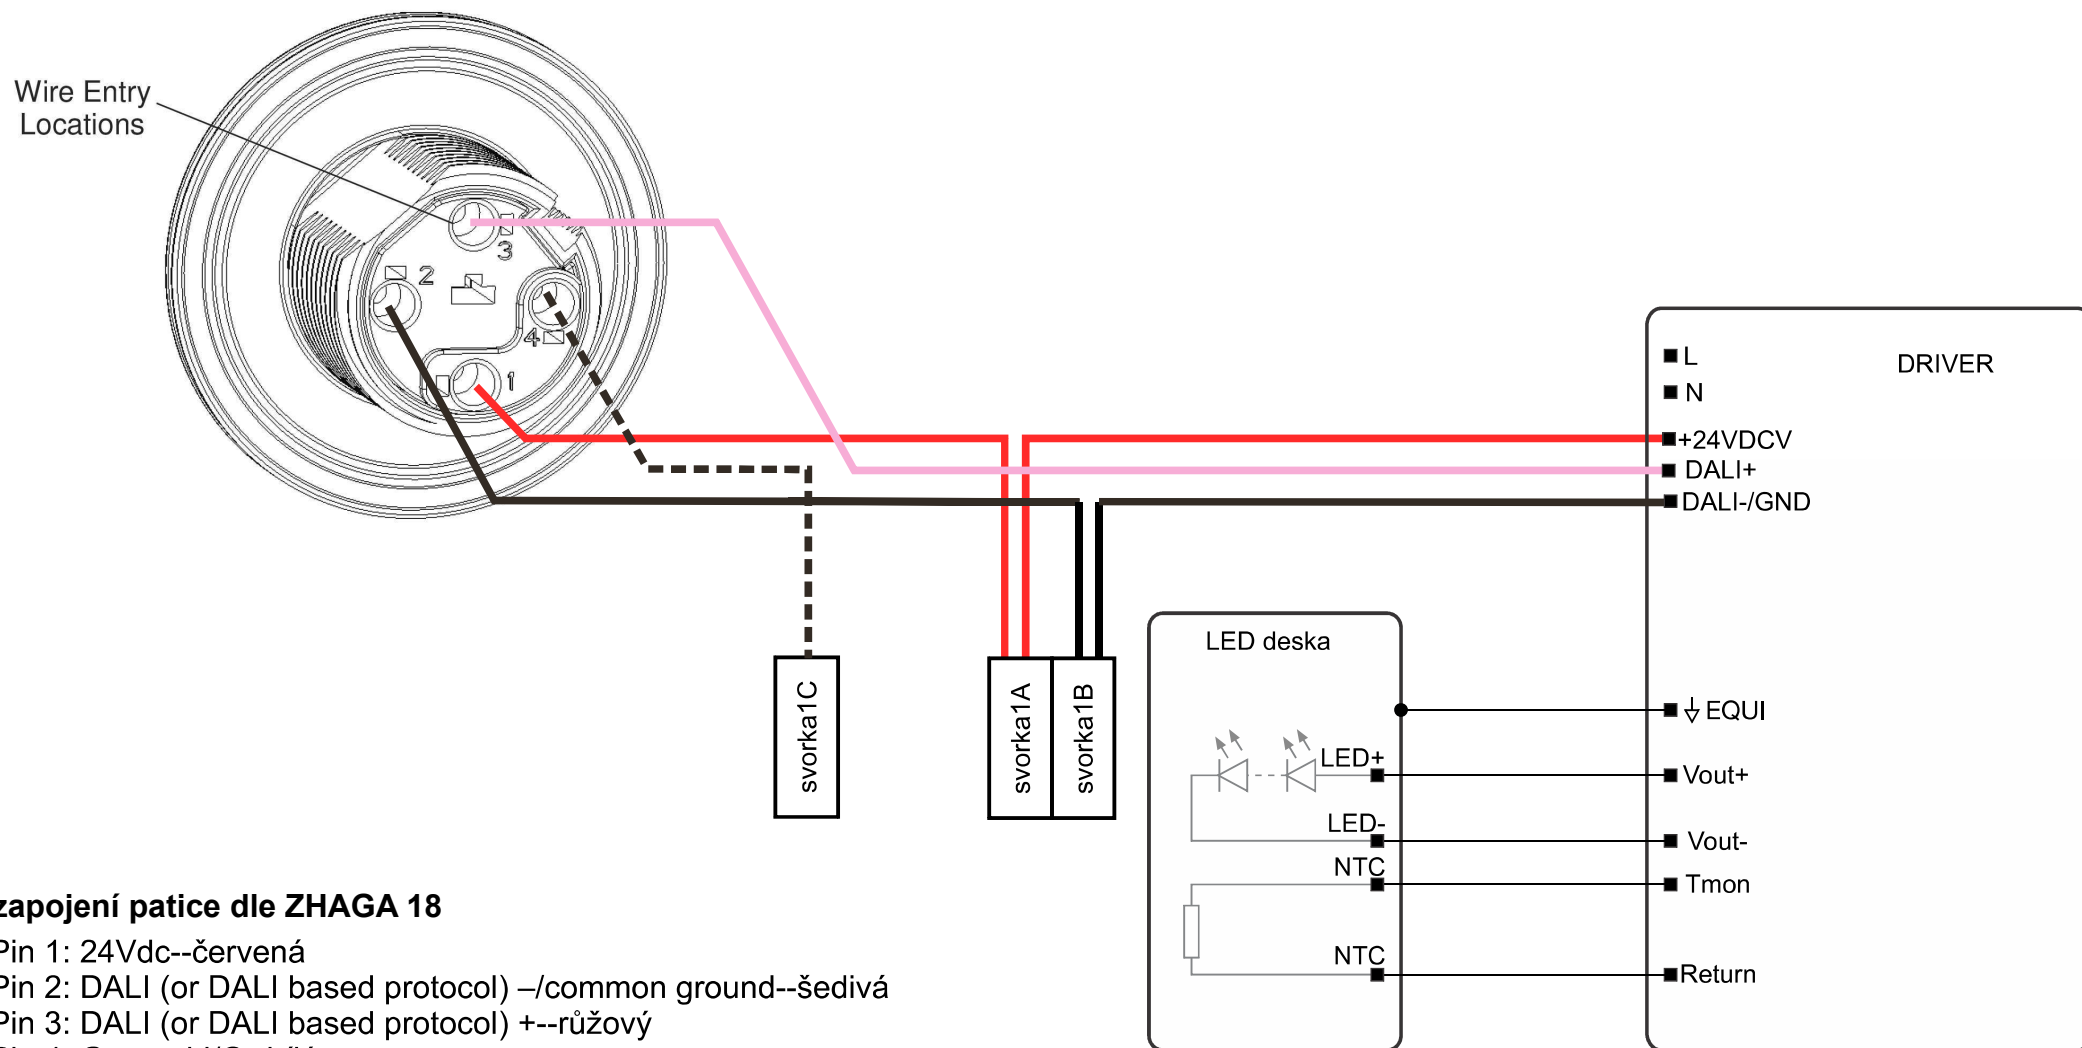 Wire Entry
Locations
3
2
4
1
L
DRIVER
N
+24VDCV
DALI+
DALI-/GND
LED deska
svorka1C
svorka1A
svorka1B
EQUI
LED+
Vout+
LED-
Vout-
NTC
Tmon
NTC
Return
zapojení patice dle ZHAGA 18
Pin 1: 24Vdc--červená
Pin 2: DALI (or DALI based protocol) –/common ground--šedivá
Pin 3: DALI (or DALI based protocol) +--růžový